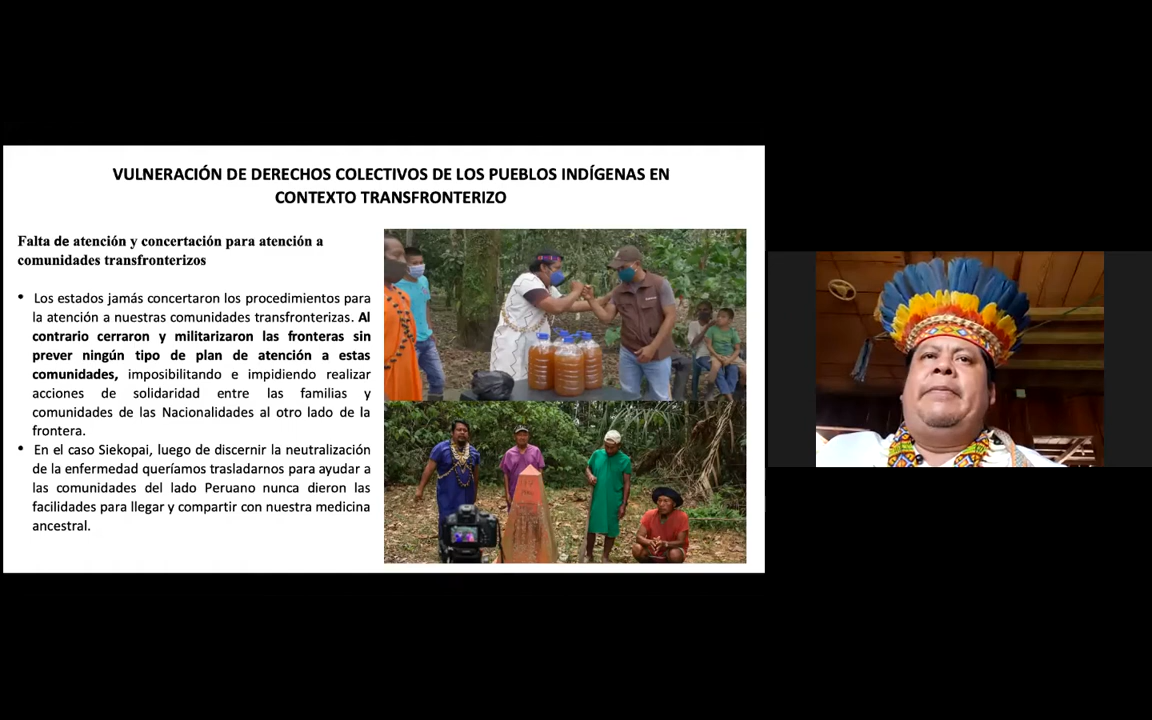 VULNERACIÓN DE DERECHOS COLECTIVOS DE LOS PUEBLOS INDÍGENAS EN
CONTEXTO TRANSFRONTERIZO
Falta de atención y concertación para atención a
comunidades transfronterizos
• Los estados jamás concertaron los procedimientos para
la atención a nuestras comunidades transfronterizas. Al
contrario cerraron y militarizaron las fronteras sin
prever ningún tipo de plan de atención a estas
comunidades, imposibilitando e impidiendo realizar
acciones de solidaridad entre las familias y
comunidades de las Nacionalidades al otro lado de la
frontera.
• En el caso Siekopai, luego de discernir la neutralización
de la enfermedad queríamos trasladarnos para ayudar a
las comunidades del lado Peruano nunca dieron las
facilidades para llegar y compartir con nuestra medicina
ancestral.